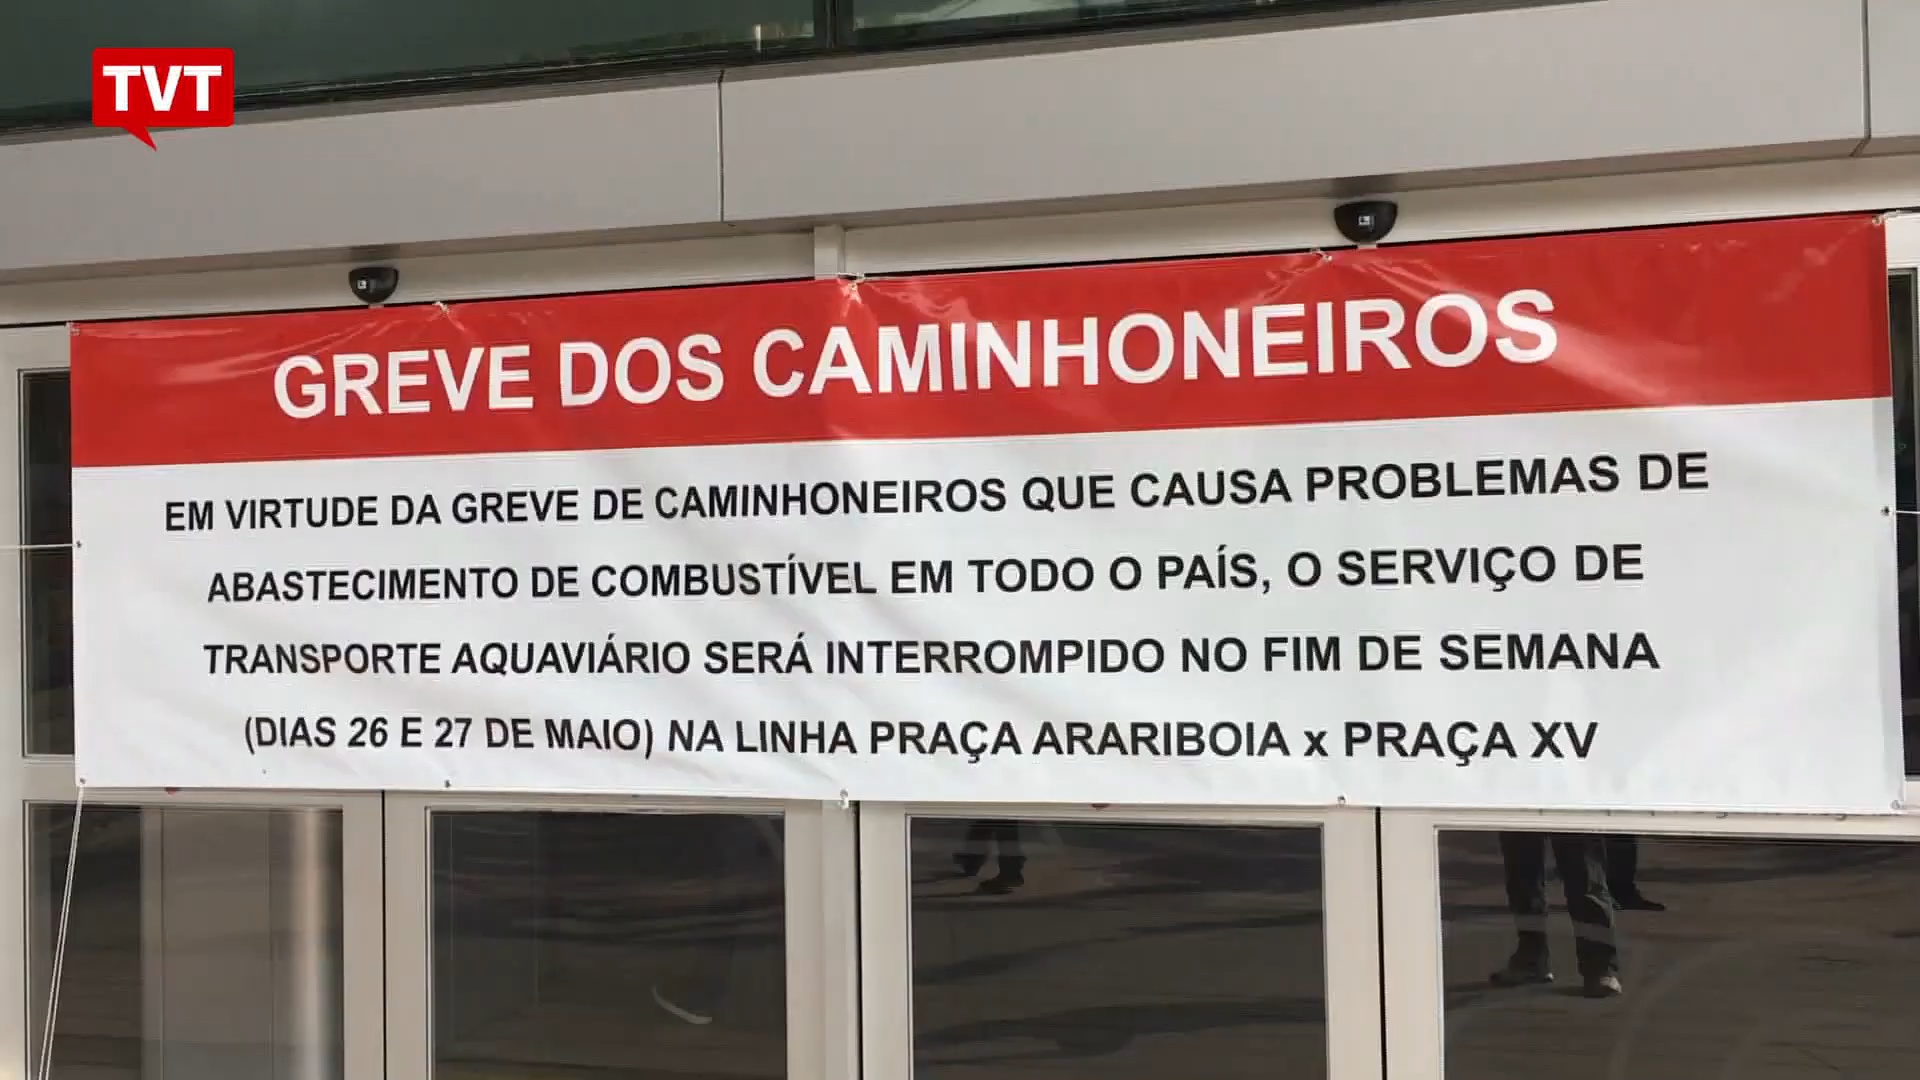 TVT
GREVE DOS CAMINHONEIROS
EM VIRTUDE DA GREVE DE CAMINHONEIROS QUE CAUSA PROBLEMAS DE
ABASTECIMENTO DE COMBUSTÍVEL EM TODO O PAÍS, O SERVIÇO DE
TRANSPORTE AQUAVIÁRIO SERÁ INTERROMPIDO NO FIM DE SEMANA
(DIAS 26 E 27 DE MAIO) NA LINHA PRAÇA ARARIBOIA x PRAÇA XV